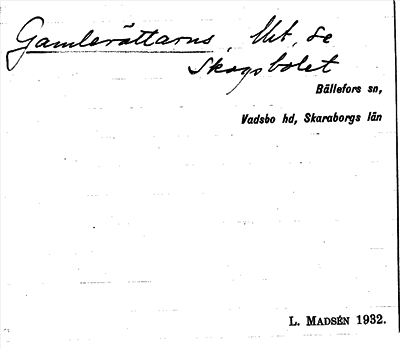 Gamlerättarns, Ut, se
Skogsbolet
Bällefors sn,
Vadsbo hd, Skaraborgs län
L. MADSÉN 1932.